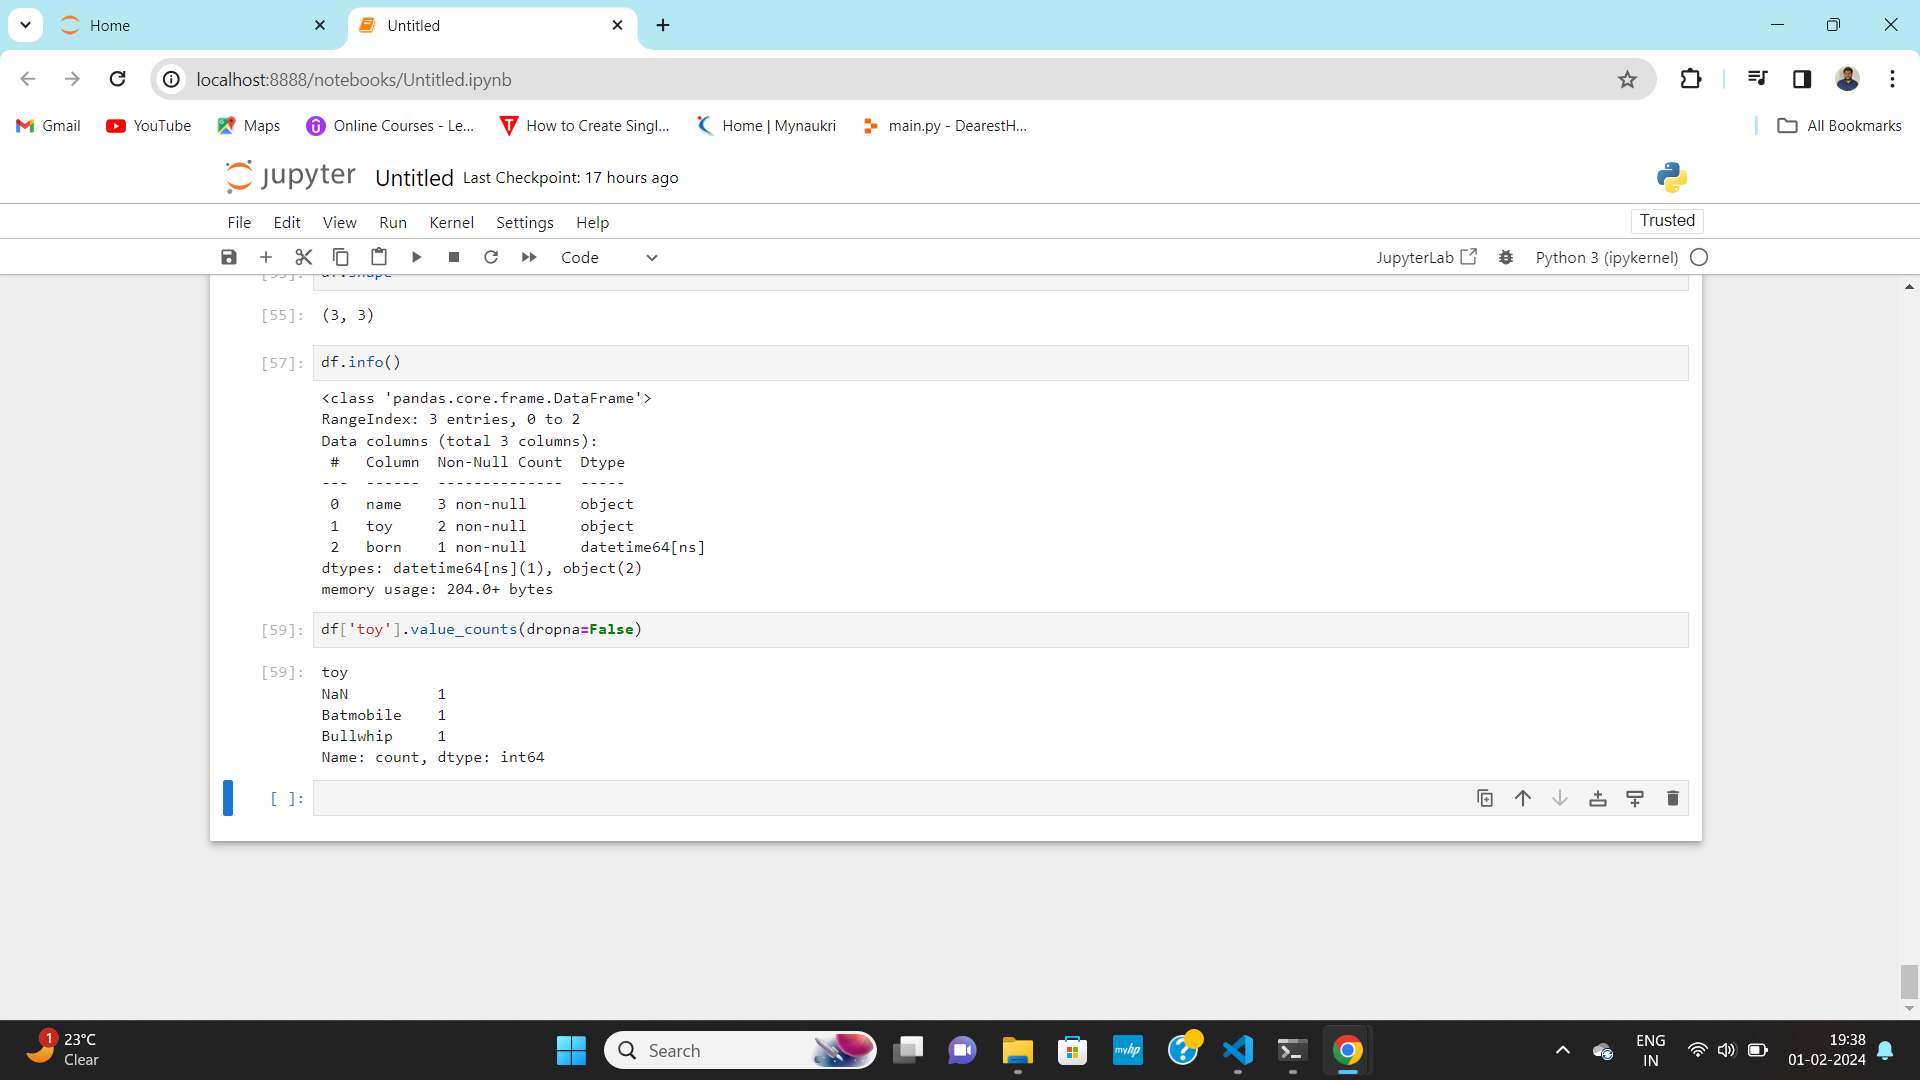 Home
Untitled
localhost:8888/notebooks/Untitled.ipynb
Gmail
YouTube
Maps
Online Courses - Le...
How to Create Singl...
Home | Mynaukri
main.py - DearestH...
All Bookmarks
jupyter Untitled Last Checkpoint: 17 hours ago
File Edit View Run Kernel Settings Help
Trusted
Code
JupyterLab
Python 3 (ipykernel)
[55]: df.shape
[55]: (3, 3)
[57]: df.info()
<class 'pandas.core.frame.DataFrame'>
RangeIndex: 3 entries, 0 to 2
Data columns (total 3 columns):
#   Column  Non-Null Count  Dtype
---  ------  --------------  -----
0   name    3 non-null      object
1   toy     2 non-null      object
2   born    1 non-null      datetime64[ns]
dtypes: datetime64[ns](1), object(2)
memory usage: 204.0+ bytes
[59]: df['toy'].value_counts(dropna=False)
[59]: toy
NaN          1
Batmobile    1
Bullwhip     1
Name: count, dtype: int64
[ ]:
1
23°C
Clear
Search
myhp
ENG
IN
19:38
01-02-2024